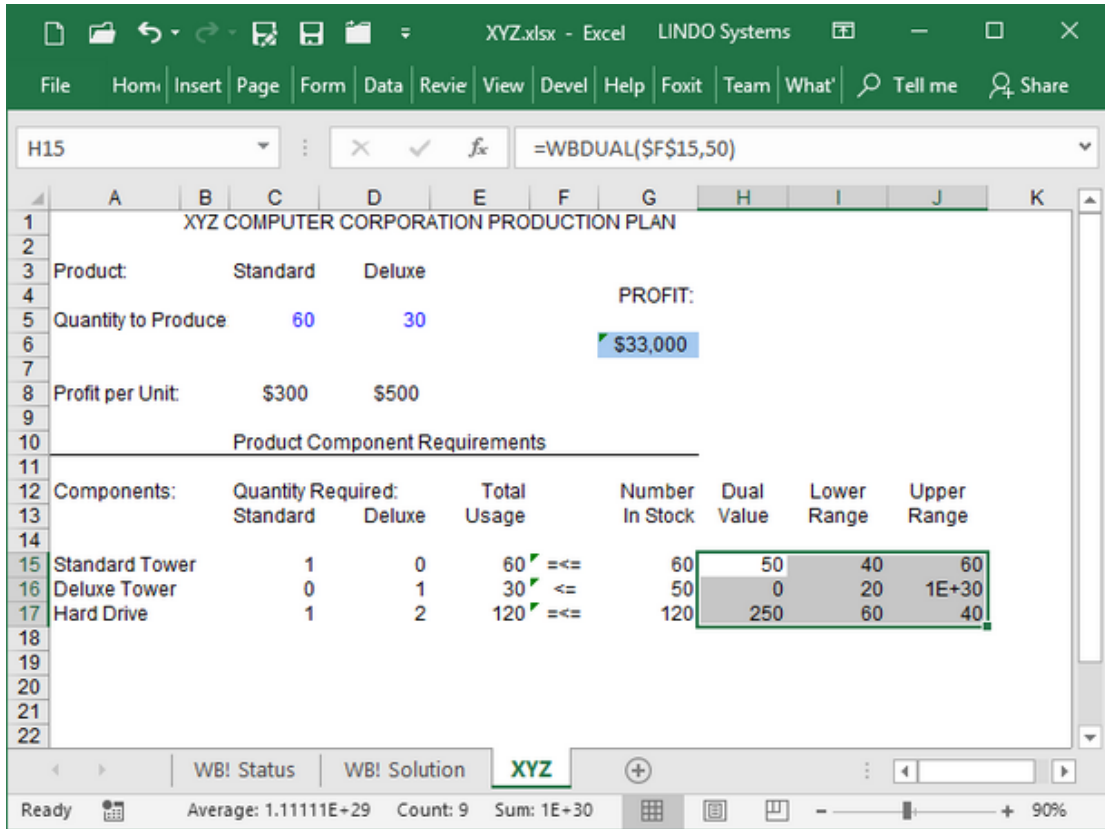 XYZ.xlsx - Excel LINDO Systems
File Hom Insert Page Form Data Revie View Devel Help Foxit Team What' Tell me Share
H15 fx =WBDUAL($F$15,50)
A B C D E F G H I J K
1 XYZ COMPUTER CORPORATION PRODUCTION PLAN
2
3 Product: Standard Deluxe
4 PROFIT:
5 Quantity to Produce 60 30
6 $33,000
7
8 Profit per Unit: $300 $500
9
10 Product Component Requirements
11
12 Components: Quantity Required: Total Number Dual Lower Upper
13 Standard Deluxe Usage In Stock Value Range Range
14
15 Standard Tower 1 0 60 =<= 60 50 40 60
16 Deluxe Tower 0 1 30 <= 50 0 20 1E+30
17 Hard Drive 1 2 120 =<= 120 250 60 40
18
19
20
21
22
WB! Status WB! Solution XYZ
Ready Average: 1.11111E+29 Count: 9 Sum: 1E+30 90%